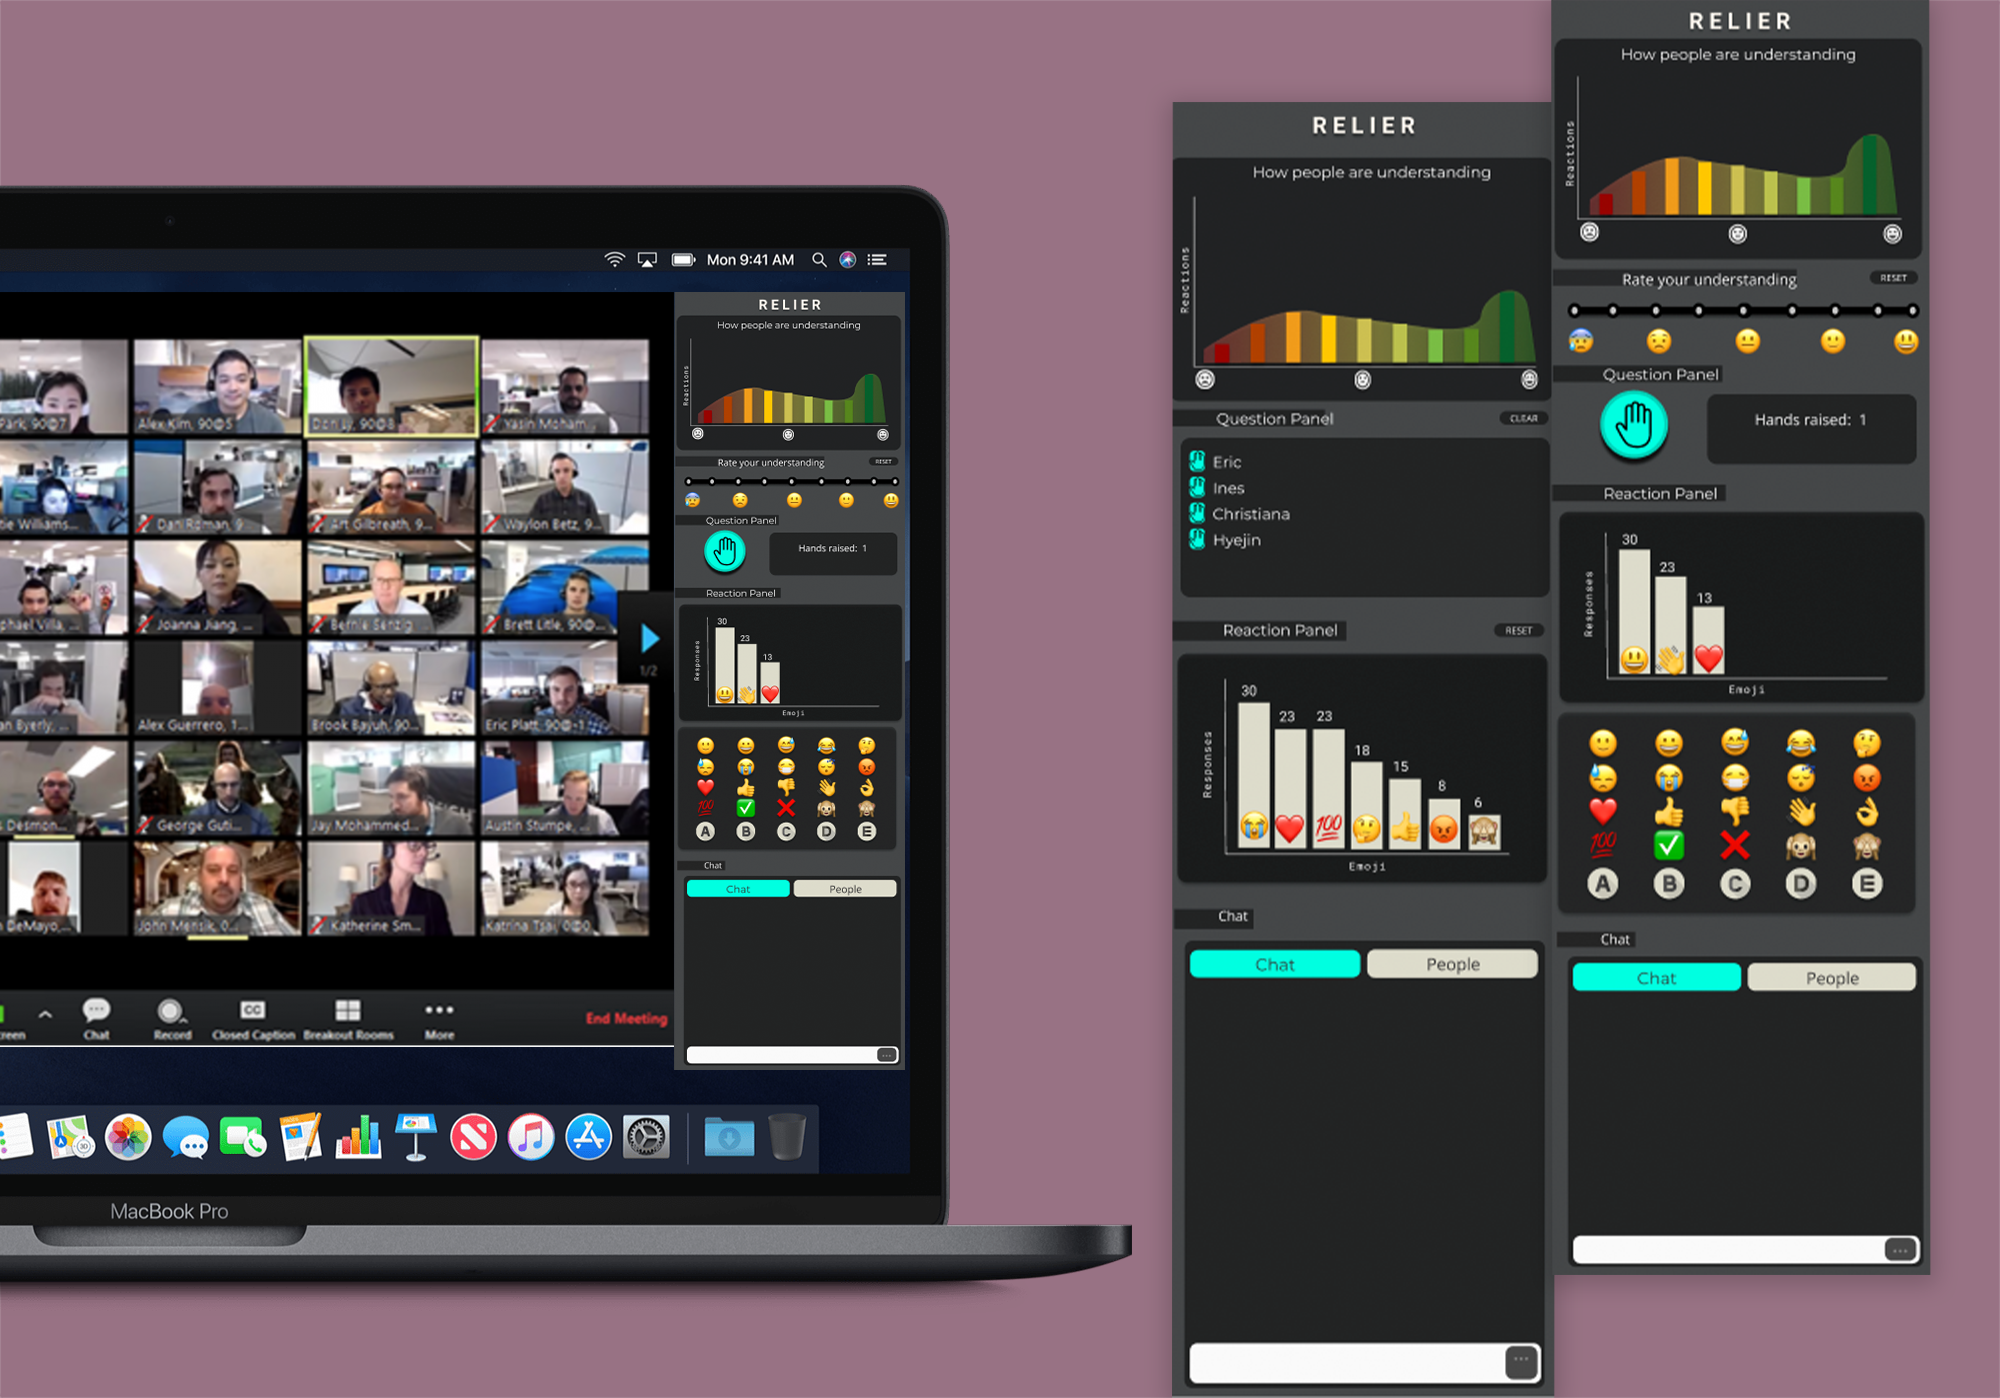 Mon 9:41 AM
Park, 90@7
Alex Kim, 90@5
Don Ly, 90@8
Yasin Moham...
tie Williams...
Dan Roman, 9
Art Gilbreath, 9...
Waylon Betz, 9...
phael Villa, ...
Joanna Jiang, ...
Bernie Senzig
Brett Litle, 90@...
1/2
an Byerly, ...
Alex Guerrero, 1...
Brook Bayuh, 90...
Eric Platt, 90@-1...
Desmon...
George Guti...
Jay Mohammed...
Austin Stumpe, ...
DeMayo,...
John Mensik, 0...
Katherine Sm...
Katrina Tsai, 0@0
reen
Chat
Record
CC
Closed Caption
Breakout Rooms
More
End Meeting
RELIER
How people are understanding
Reactions
Rate your understanding
RESET
Question Panel
Hands raised: 1
Reaction Panel
Responses
30
23
13
Emoji
100
A B C D E
Chat
Chat People
...
MacBook Pro
RELIER
How people are understanding
Reactions
Question Panel
CLEAR
Eric
Ines
Christiana
Hyejin
Reaction Panel
RESET
Responses
30
23
23
18
15
8
6
100
Emoji
Chat
Chat People
...
RELIER
How people are understanding
Reactions
Rate your understanding
RESET
Question Panel
Hands raised: 1
Reaction Panel
Responses
30
23
13
Emoji
100
A B C D E
Chat
Chat People
...